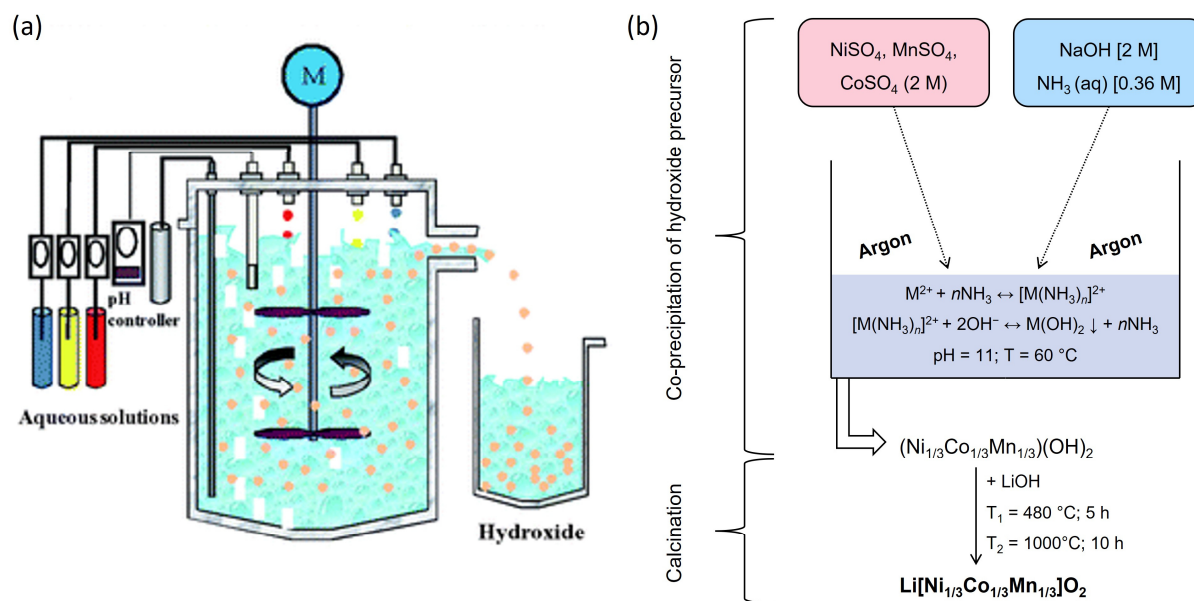 (a)
M
pH
controller
Aqueous solutions
Hydroxide
(b)
Co-precipitation of hydroxide precursor
Calcination
NiSO₄, MnSO₄,
CoSO₄ (2 M)
NaOH [2 M]
NH₃ (aq) [0.36 M]
Argon
Argon
M²⁺ + nNH₃ ↔ [M(NH₃)ₙ]²⁺
[M(NH₃)ₙ]²⁺ + 2OH⁻ ↔ M(OH)₂ ↓ + nNH₃
pH = 11; T = 60 °C
(Ni₁/₃Co₁/₃Mn₁/₃)(OH)₂
+ LiOH
T₁ = 480 °C; 5 h
T₂ = 1000°C; 10 h
Li[Ni₁/₃Co₁/₃Mn₁/₃]O₂